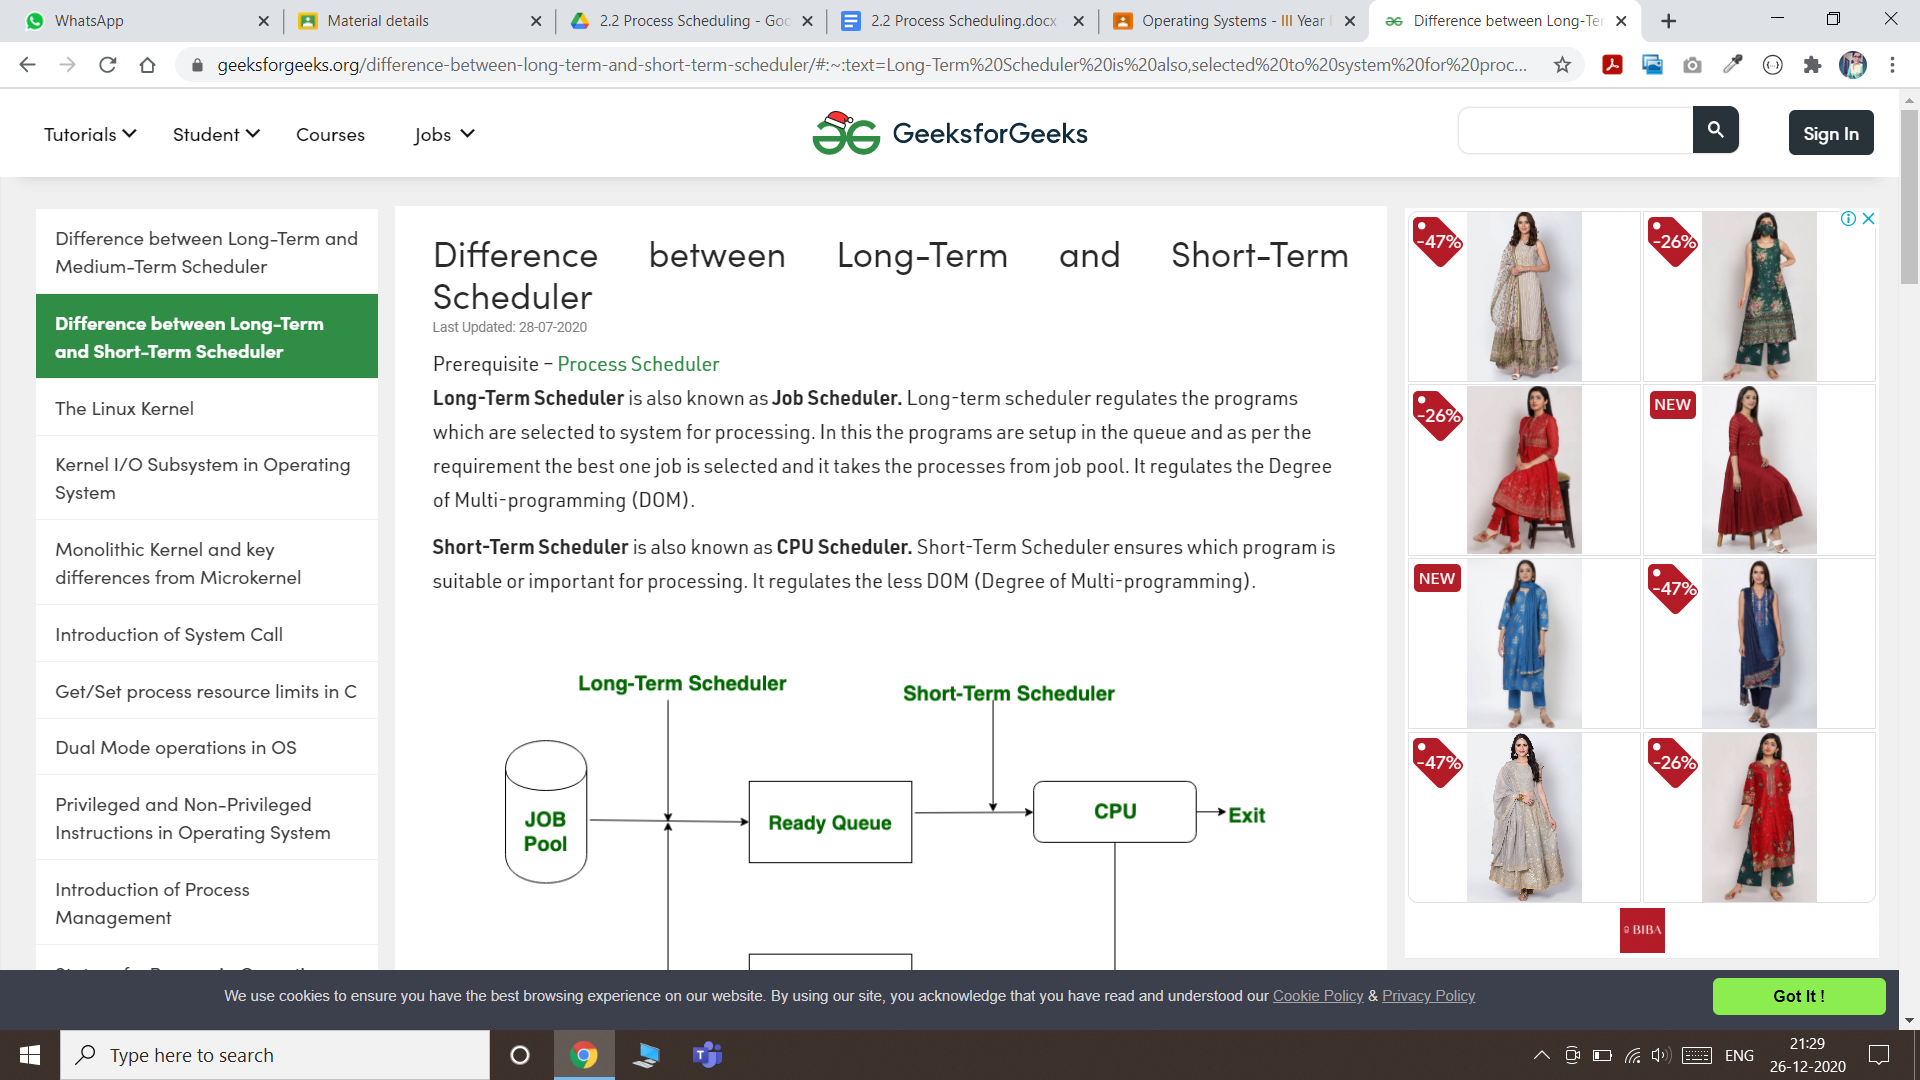 WhatsApp
Material details
2.2 Process Scheduling - Goo
2.2 Process Scheduling.docx
Operating Systems - III Year
Difference between Long-Ter
geeksforgeeks.org/difference-between-long-term-and-short-term-scheduler/#:~:text=Long-Term%20Scheduler%20is%20also,selected%20to%20system%20for%20proc...
Tutorials Student Courses Jobs
GeeksforGeeks
Sign In
Difference between Long-Term and
Medium-Term Scheduler
Difference between Long-Term
and Short-Term Scheduler
The Linux Kernel
Kernel I/O Subsystem in Operating
System
Monolithic Kernel and key
differences from Microkernel
Introduction of System Call
Get/Set process resource limits in C
Dual Mode operations in OS
Privileged and Non-Privileged
Instructions in Operating System
Introduction of Process
Management
Difference between Long-Term and Short-Term
Scheduler
Last Updated: 28-07-2020
Prerequisite – Process Scheduler
Long-Term Scheduler is also known as Job Scheduler. Long-term scheduler regulates the programs
which are selected to system for processing. In this the programs are setup in the queue and as per the
requirement the best one job is selected and it takes the processes from job pool. It regulates the Degree
of Multi-programming (DOM).
Short-Term Scheduler is also known as CPU Scheduler. Short-Term Scheduler ensures which program is
suitable or important for processing. It regulates the less DOM (Degree of Multi-programming).
Long-Term Scheduler
Short-Term Scheduler
JOB
Pool
Ready Queue
CPU
Exit
-47%
-26%
-26%
NEW
NEW
-47%
-47%
-26%
BIBA
We use cookies to ensure you have the best browsing experience on our website. By using our site, you acknowledge that you have read and understood our Cookie Policy & Privacy Policy
Got It !
Type here to search
ENG
21:29
26-12-2020